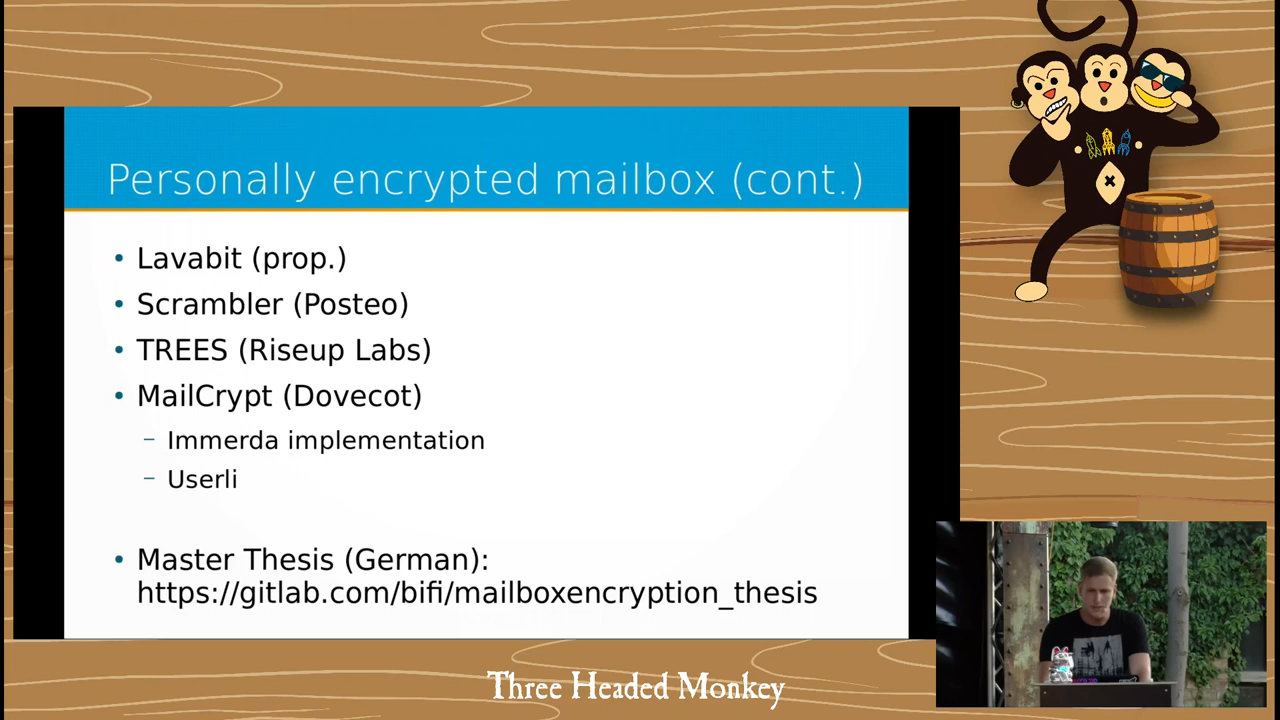 Personally encrypted mailbox (cont.)
• Lavabit (prop.)
• Scrambler (Posteo)
• TREES (Riseup Labs)
• MailCrypt (Dovecot)
– Immerda implementation
– Userli
• Master Thesis (German):
https://gitlab.com/bifi/mailboxencryption_thesis
Three Headed Monkey